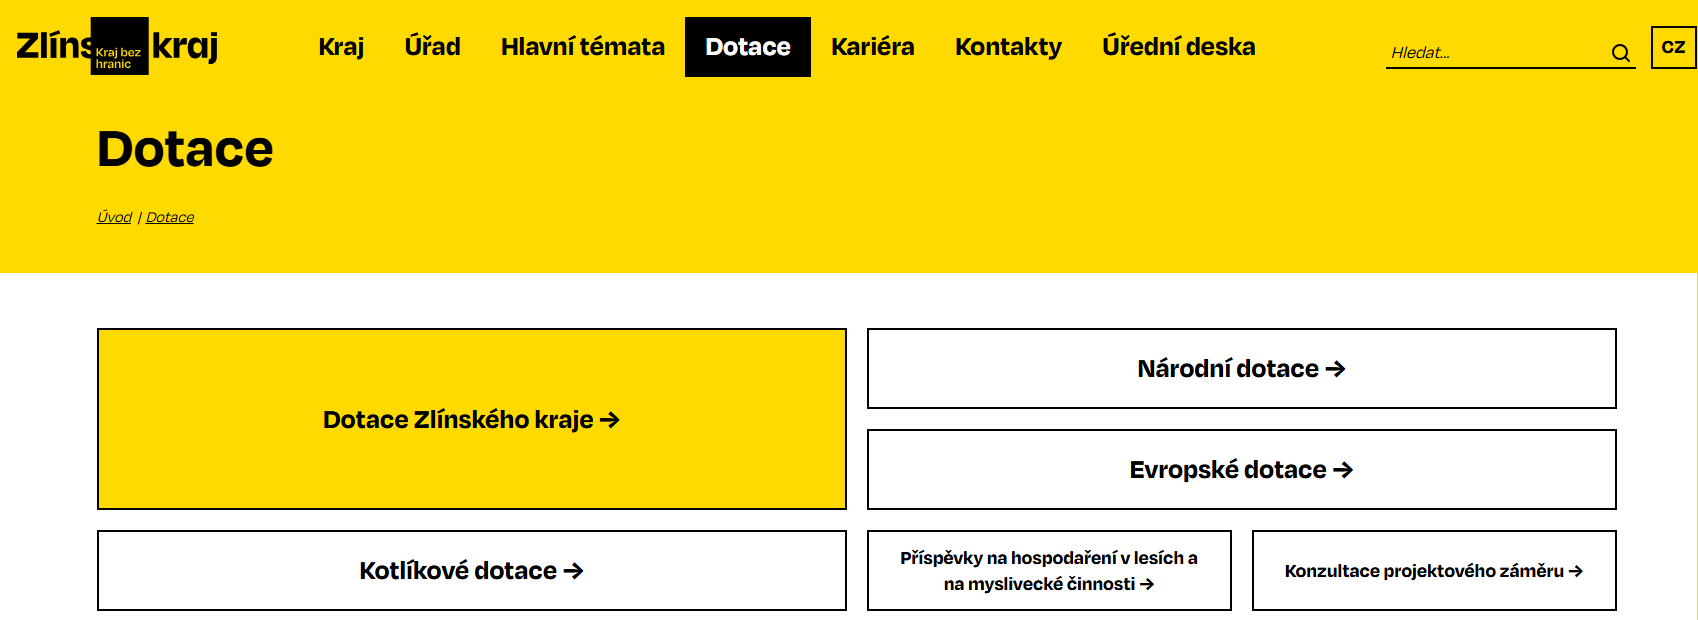 Zlíns kraj
Kraj bez
hranic
Kraj Úřad Hlavní témata Dotace Kariéra Kontakty Úřední deska
Hledat...
CZ
Dotace
Úvod | Dotace
Dotace Zlínského kraje →
Národní dotace →
Evropské dotace →
Kotlíkové dotace →
Příspěvky na hospodaření v lesích a
na myslivecké činnosti →
Konzultace projektového záměru →